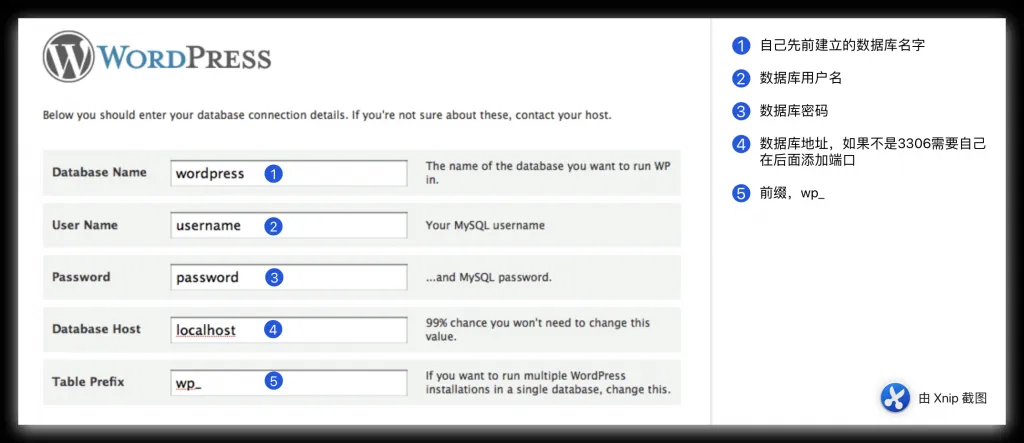 WORDPRESS
Below you should enter your database connection details. If you're not sure about these, contact your host.
Database Name
wordpress
1
The name of the database you want to run WP
in.
User Name
username
2
Your MySQL username
Password
password
3
...and MySQL password.
Database Host
localhost
4
99% chance you won't need to change this
value.
Table Prefix
wp_
5
If you want to run multiple WordPress
installations in a single database, change this.
1 自己先前建立的数据库名字
2 数据库用户名
3 数据库密码
4 数据库地址，如果不是3306需要自己
在后面添加端口
5 前缀，wp_
由 Xnip 截图